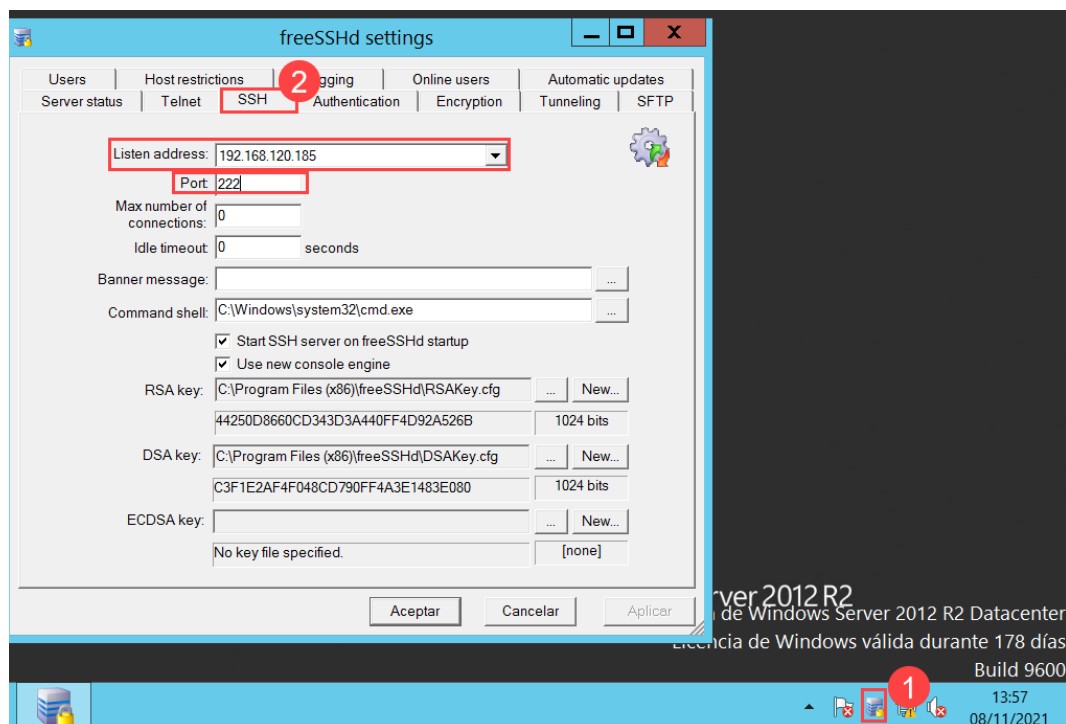 freeSSHd settings
Users Host restrictions gging Online users Automatic updates
Server status Telnet SSH Authentication Encryption Tunneling SFTP
2
Listen address: 192.168.120.185
Port 222
Max number of
connections: 0
Idle timeout 0 seconds
Banner message: ...
Command shell: C:\Windows\system32\cmd.exe ...
Start SSH server on freeSSHd startup
Use new console engine
RSA key: C:\Program Files (x86)\freeSSHd\RSAKey.cfg ... New...
44250D8660CD343D3A440FF4D92A526B 1024 bits
DSA key: C:\Program Files (x86)\freeSSHd\DSAKey.cfg ... New...
C3F1E2AF4F048CD790FF4A3E1483E080 1024 bits
ECDSA key: ... New...
No key file specified. [none]
Aceptar Cancelar Aplicar
rver 2012 R2
de Windows Server 2012 R2 Datacenter
Licencia de Windows válida durante 178 días
Build 9600
1
13:57
08/11/2021